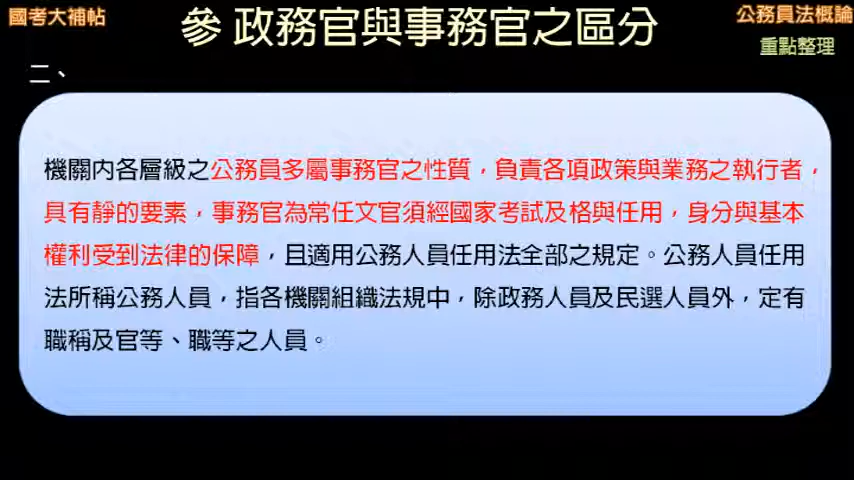 國考大補帖
參 政務官與事務官之區分
公務員法概論
重點整理
二、
機關內各層級之公務員多屬事務官之性質，負責各項政策與業務之執行者，
具有靜的要素，事務官為常任文官須經國家考試及格與任用，身分與基本
權利受到法律的保障，且適用公務人員任用法全部之規定。公務人員任用
法所稱公務人員，指各機關組織法規中，除政務人員及民選人員外，定有
職稱及官等、職等之人員。